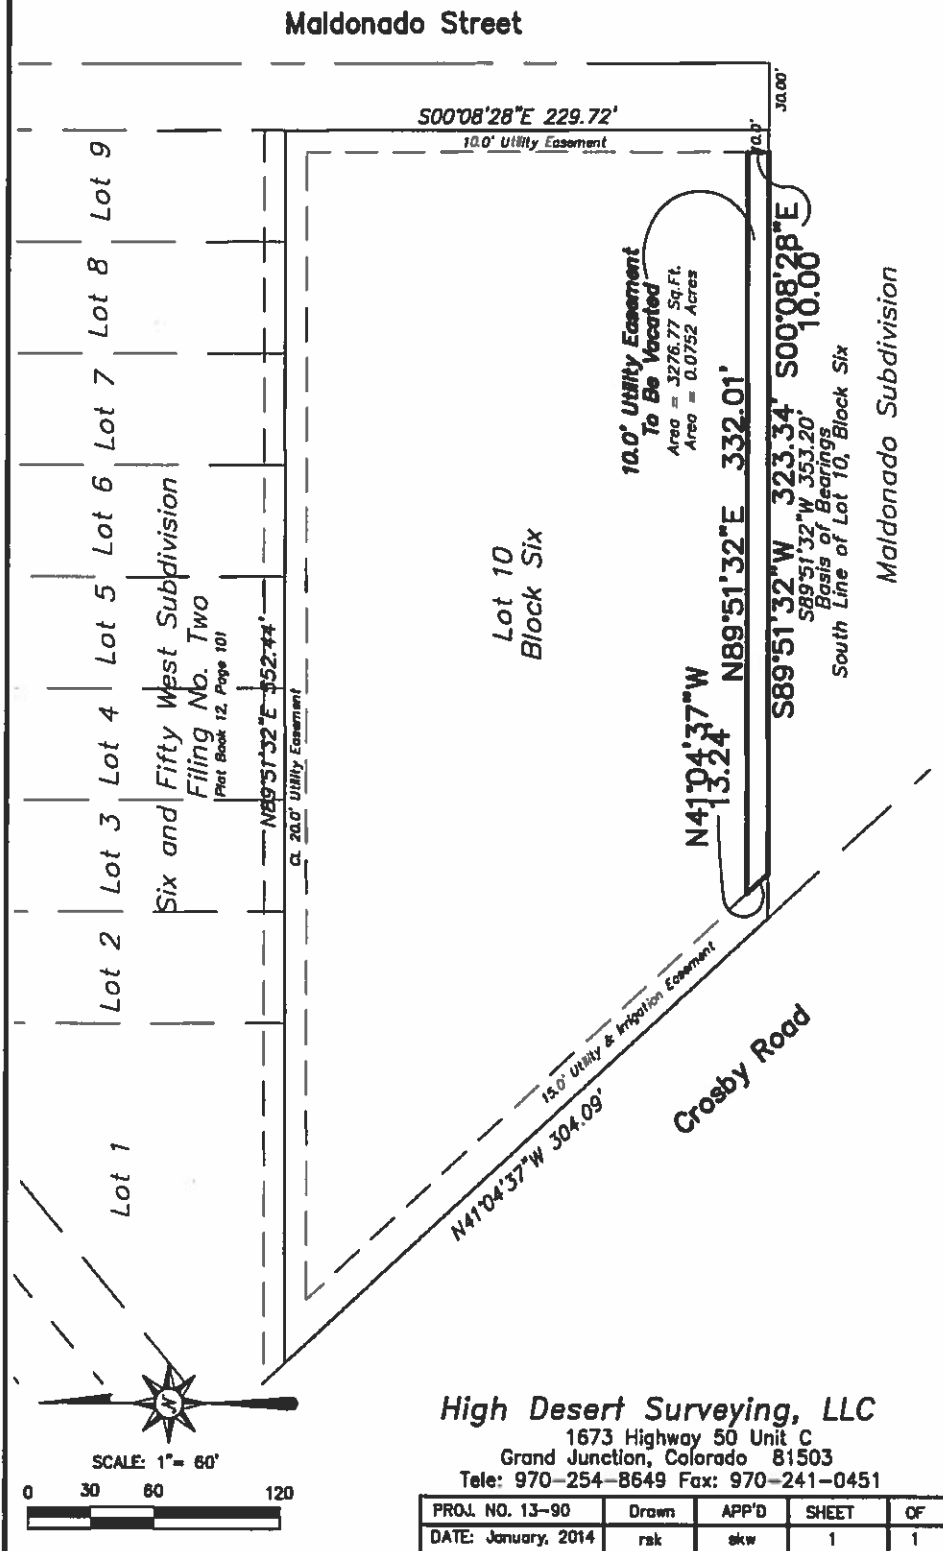 Maldonado Street
S00°08'28"E 229.72'
10.0' Utility Easement
30.00'
10.0'
Lot 9
Lot 8
Lot 7
Lot 6
Lot 5
Lot 4
Lot 3
Lot 2
Lot 1
Six and Fifty West Subdivision
Filing No. Two
Plat Book 12, Page 101
N89°51'32"E 552.44'
CL 20.0' Utility Easement
Lot 10
Block Six
10.0' Utility Easement
To Be Vacated
Area = 3276.77 Sq.Ft.
Area = 0.0752 Acres
N89°51'32"E 332.01'
S00°08'28"E
10.00'
S89°51'32"W 323.34'
S89°51'32"W 353.20'
Basis of Bearings
South Line of Lot 10, Block Six
Maldonado Subdivision
N41°04'37"W
13.24'
15.0' Utility & Irrigation Easement
N41°04'37"W 304.09'
Crosby Road
N
SCALE: 1"= 60'
0 30 60 120
High Desert Surveying, LLC
1673 Highway 50 Unit C
Grand Junction, Colorado 81503
Tele: 970-254-8649 Fax: 970-241-0451
PROJ. NO. 13-90 Drawn APP'D SHEET OF
DATE: January, 2014 rsk skw 1 1